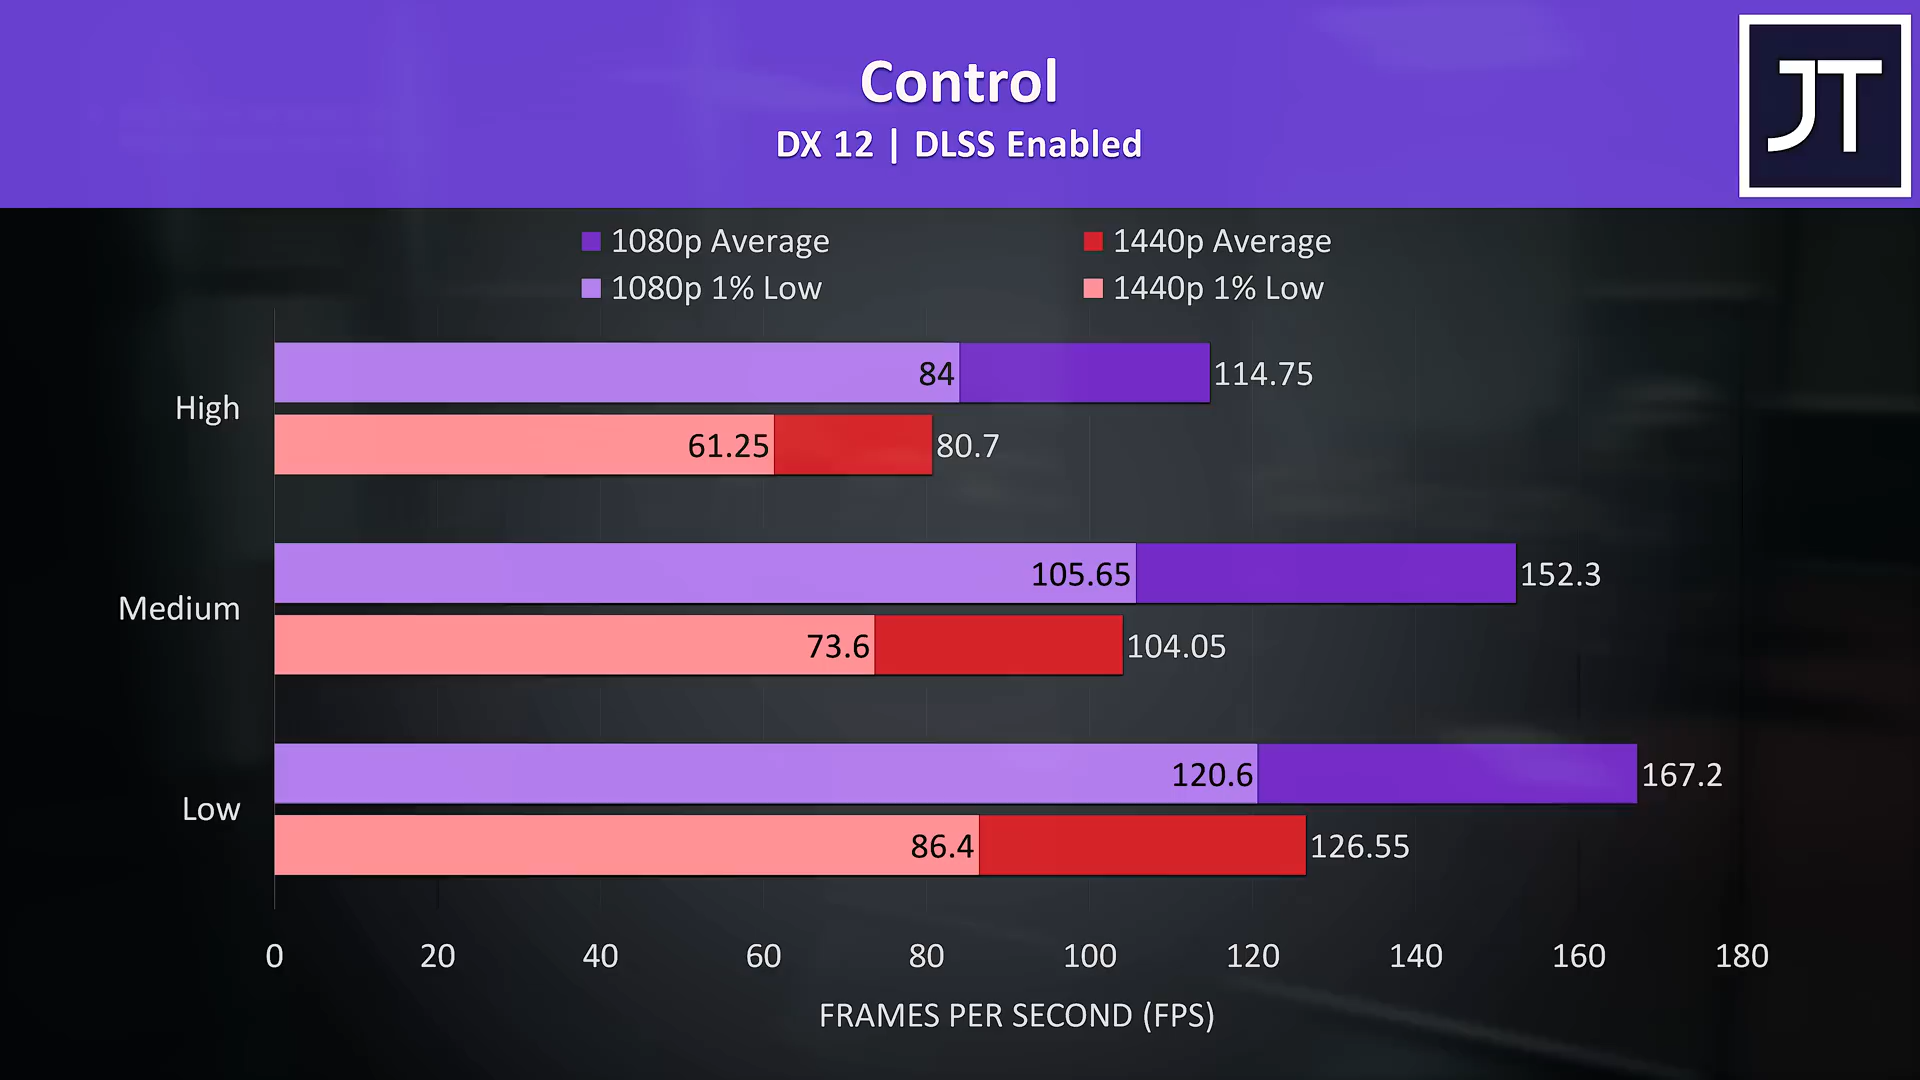 Control
DX 12 | DLSS Enabled
JT
1080p Average
1440p Average
1080p 1% Low
1440p 1% Low
High
84
114.75
61.25
80.7
Medium
105.65
152.3
73.6
104.05
Low
120.6
167.2
86.4
126.55
0 20 40 60 80 100 120 140 160 180
FRAMES PER SECOND (FPS)